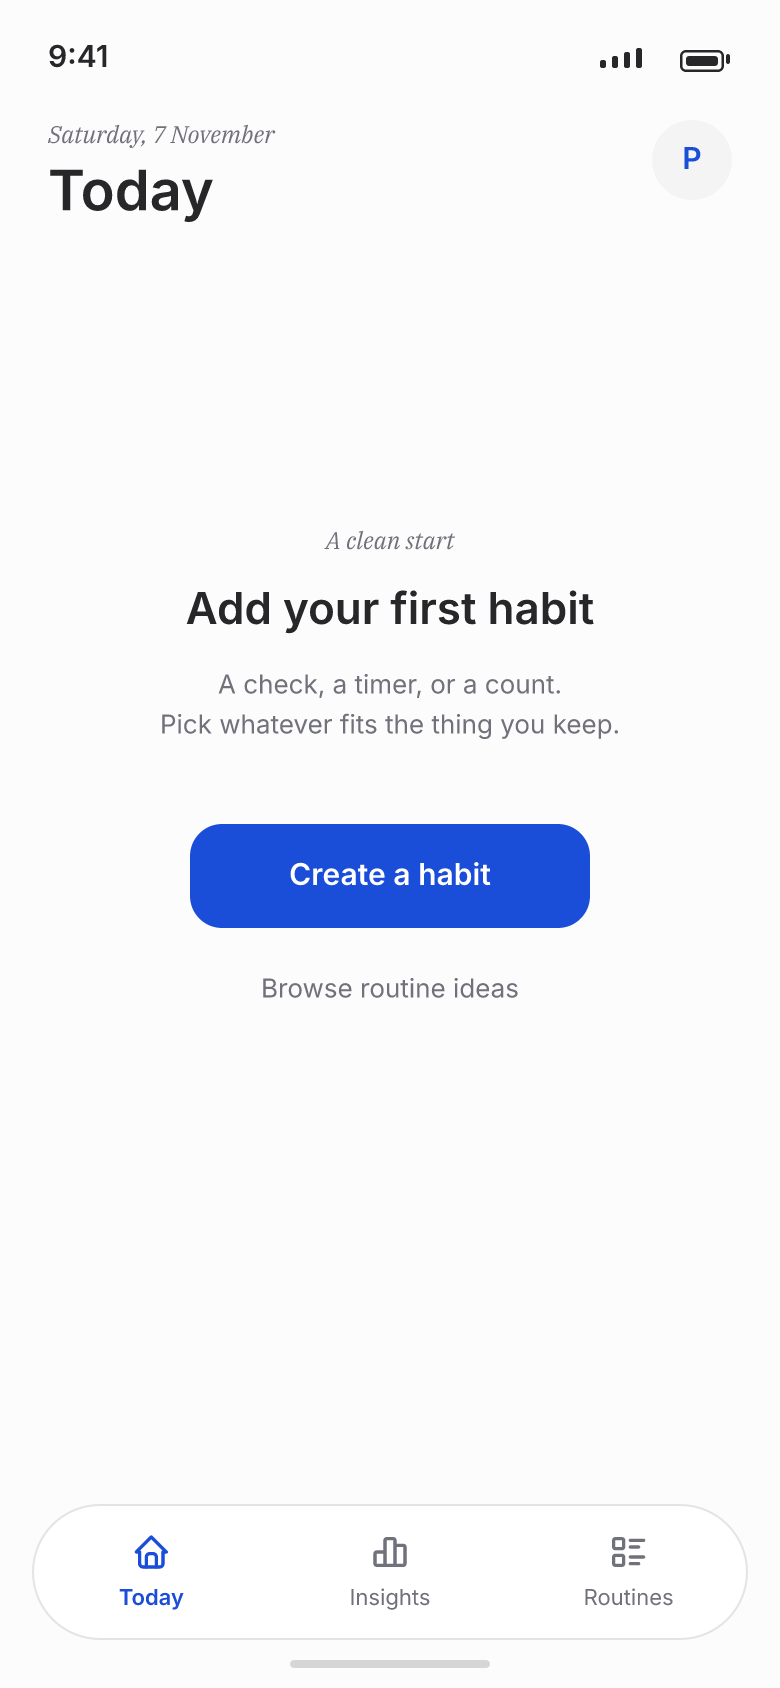 9:41
Saturday, 7 November
Today
P
A clean start
Add your first habit
A check, a timer, or a count.
Pick whatever fits the thing you keep.
Create a habit
Browse routine ideas
Today
Insights
Routines